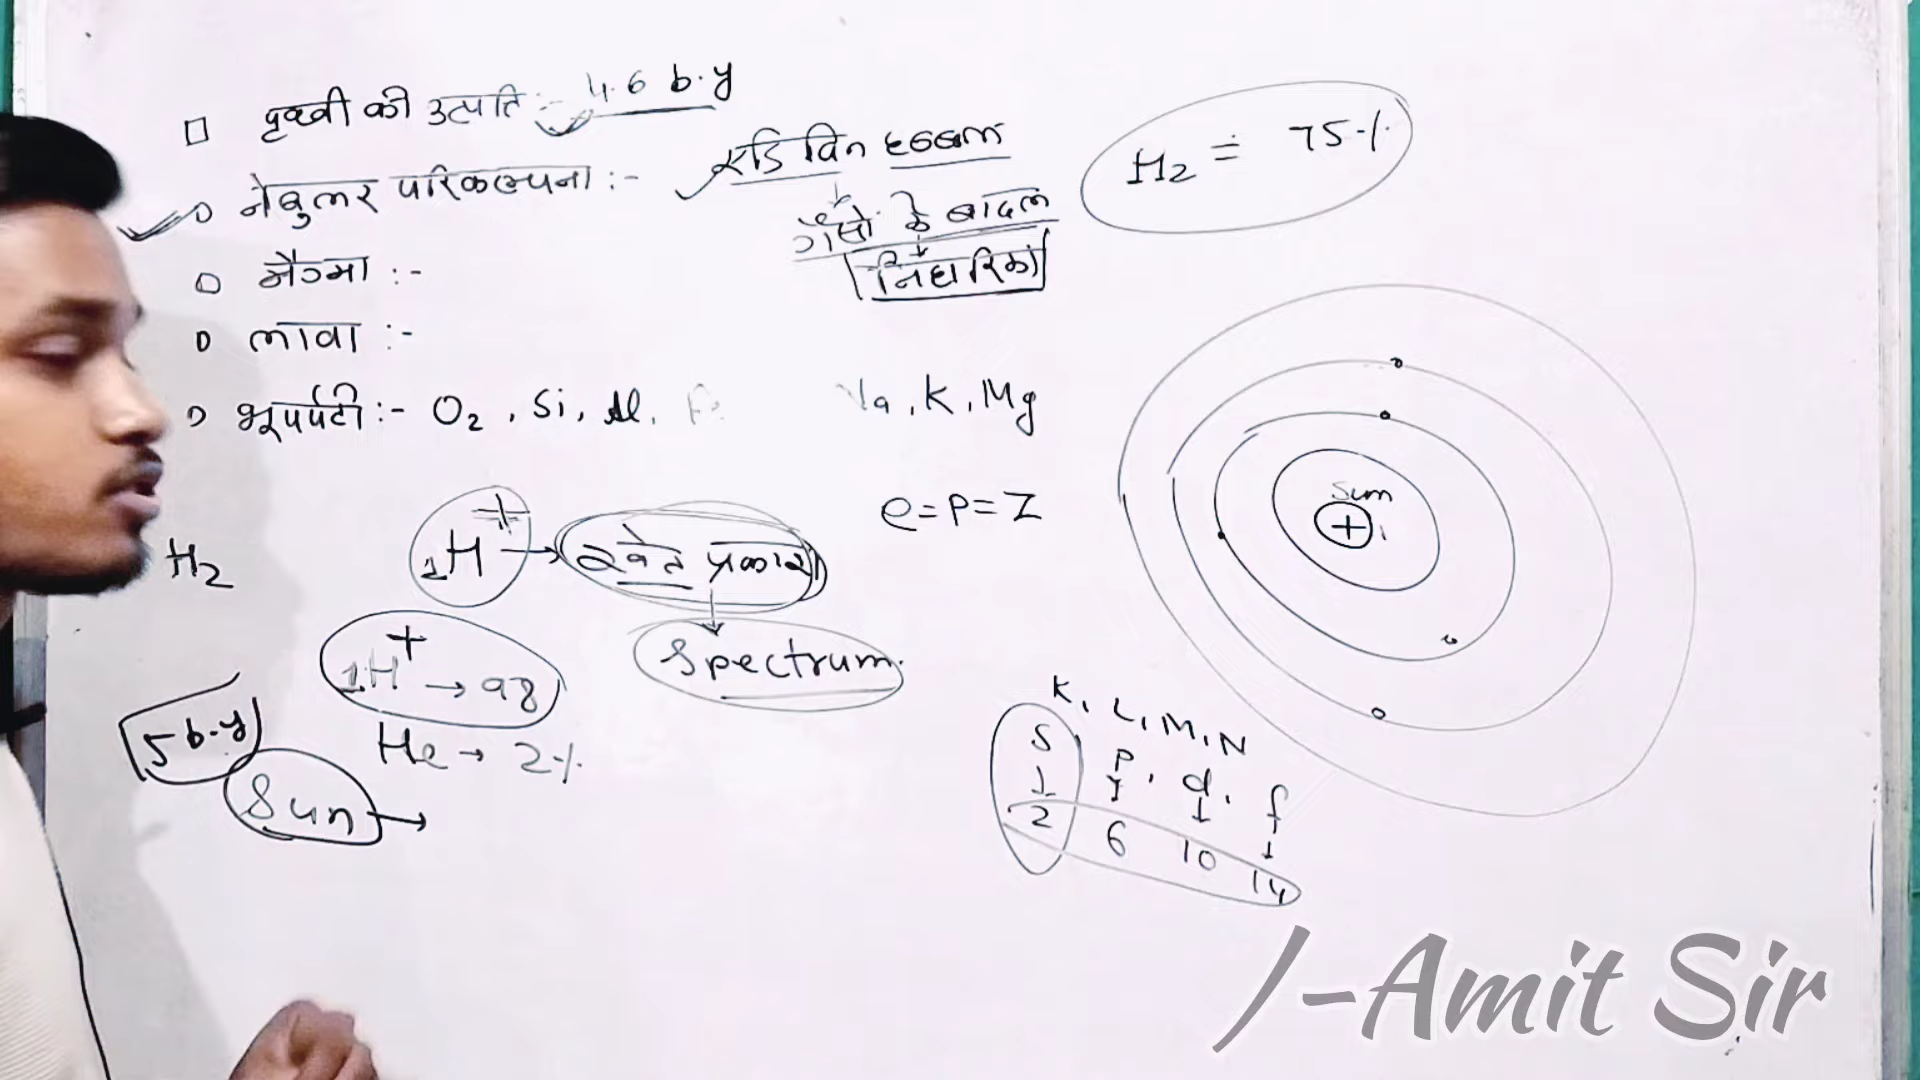 पृथ्वी की उत्पति :- 4.6 b.y
नेबुलर परिकल्पना :- एडविन हब्बल
गैसो के बादल
निहारिका
H2 = 75%
मैग्मा :-
लावा :-
भूपर्पटी :- O2, Si, Al, Fe Na, K, Mg
1H+ → श्वेत प्रकाश
e = p = Z
Sun
+
H2
Spectrum
1H+ → 98
He → 2%
5 b.y
Sun →
K, L, M, N
S P, d, f
2 6 10 14
/-Amit Sir